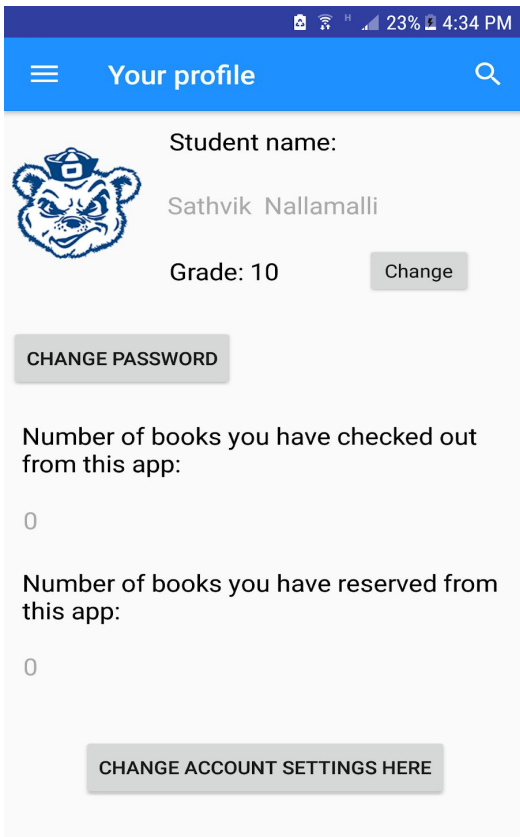 H 23% 4:34 PM
Your profile
Student name:
Sathvik Nallamalli
Grade: 10 Change
CHANGE PASSWORD
Number of books you have checked out
from this app:
0
Number of books you have reserved from
this app:
0
CHANGE ACCOUNT SETTINGS HERE